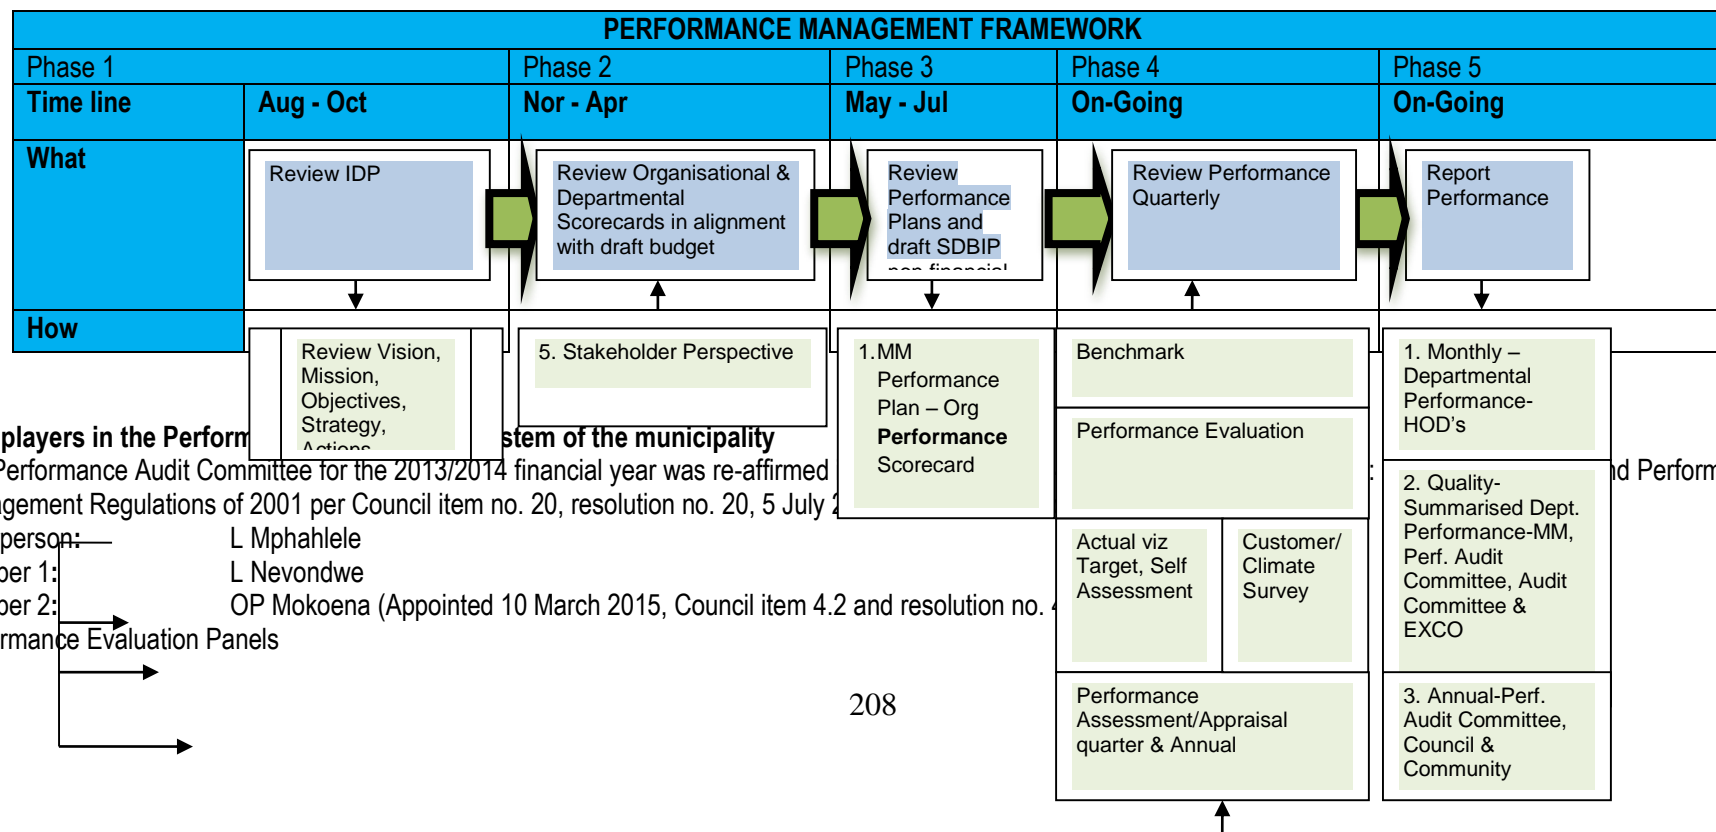 PERFORMANCE MANAGEMENT FRAMEWORK
Phase 1 Phase 2 Phase 3 Phase 4 Phase 5
Time line Aug - Oct Nor - Apr May - Jul On-Going On-Going
What
Review IDP
Review Organisational &
Departmental
Scorecards in alignment
with draft budget
Review
Performance
Plans and
draft SDBIP
non financial
Review Performance
Quarterly
Report
Performance
How
Review Vision,
Mission,
Objectives,
Strategy,
Actions
5. Stakeholder Perspective
1.MM
Performance
Plan – Org
Performance
Scorecard
Benchmark
Performance Evaluation
Actual viz
Target, Self
Assessment
Customer/
Climate
Survey
Performance
Assessment/Appraisal
quarter & Annual
1. Monthly –
Departmental
Performance-
HOD's
2. Quality-
Summarised Dept.
Performance-MM,
Perf. Audit
Committee, Audit
Committee &
EXCO
3. Annual-Perf.
Audit Committee,
Council &
Community
players in the Perform stem of the municipality
Performance Audit Committee for the 2013/2014 financial year was re-affirmed : nd Perform
gement Regulations of 2001 per Council item no. 20, resolution no. 20, 5 July
person: L Mphahlele
ber 1: L Nevondwe
ber 2: OP Mokoena (Appointed 10 March 2015, Council item 4.2 and resolution no.
rmance Evaluation Panels
208